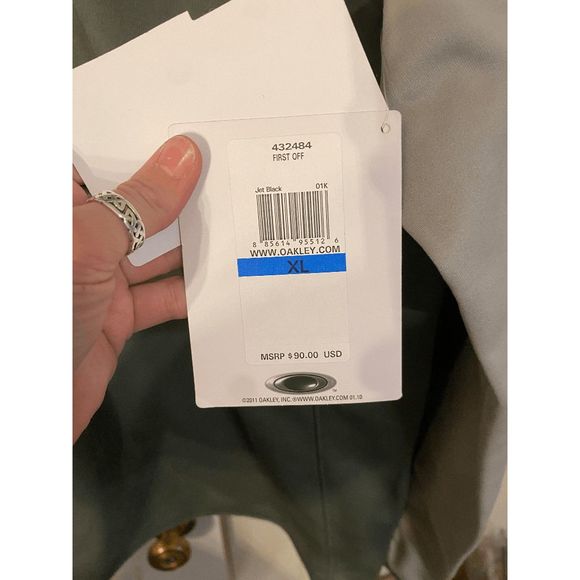 432484
FIRST OFF
Jet Black 01K
8 85614 95512 6
WWW.OAKLEY.COM
XL
MSRP $90.00 USD
™
©2011 OAKLEY, INC. ®WWW.OAKLEY.COM 01.10